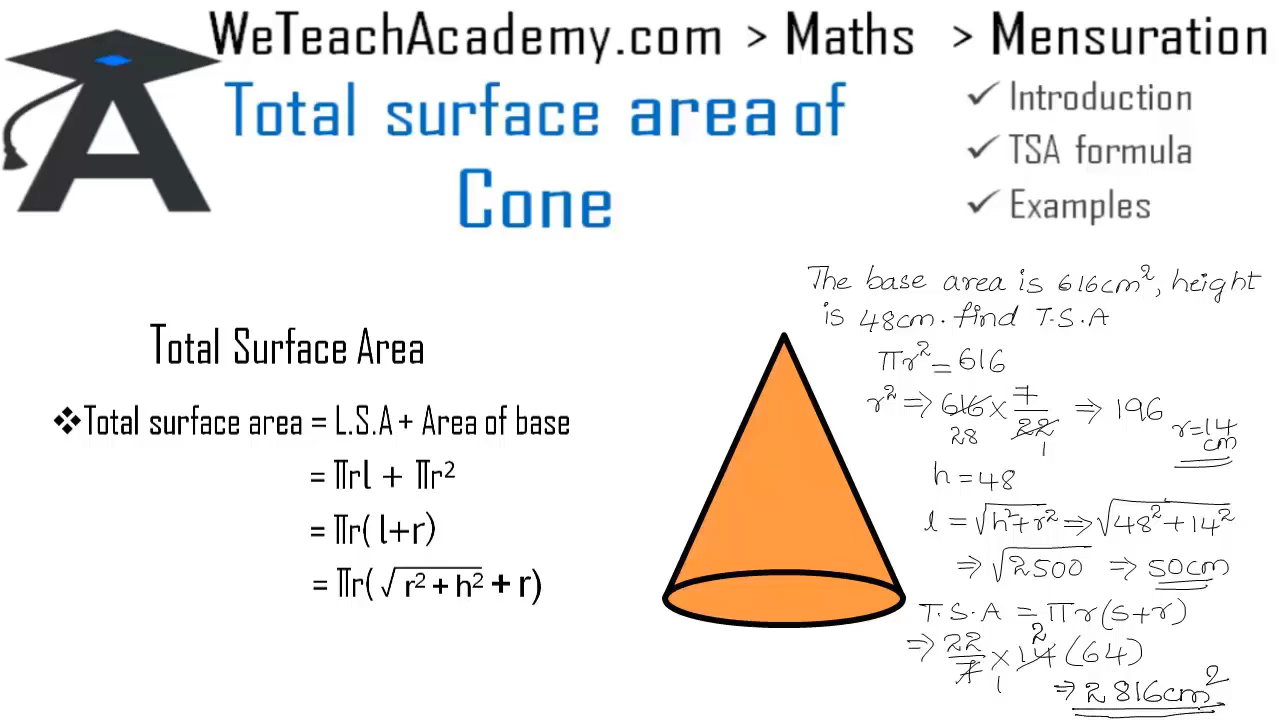 WeTeachAcademy.com > Maths > Mensuration
Total surface area of
Cone
✓ Introduction
✓ TSA formula
✓ Examples
Total Surface Area
❖Total surface area = L.S.A + Area of base
= πrl + πr²
= πr( l+r)
= πr( √r² + h² + r)
The base area is 616cm², height
is 48cm. find T.S.A
πr² = 616
r² ⇒ 616 × 7/22 ⇒ 196
28 1
r=14
cm
h = 48
l = √h²+r² ⇒ √48²+14²
⇒ √2500 ⇒ 50cm
T.S.A = πr(s+r)
⇒ 22/7 × 14 (64)
2
1
⇒ 2816cm²